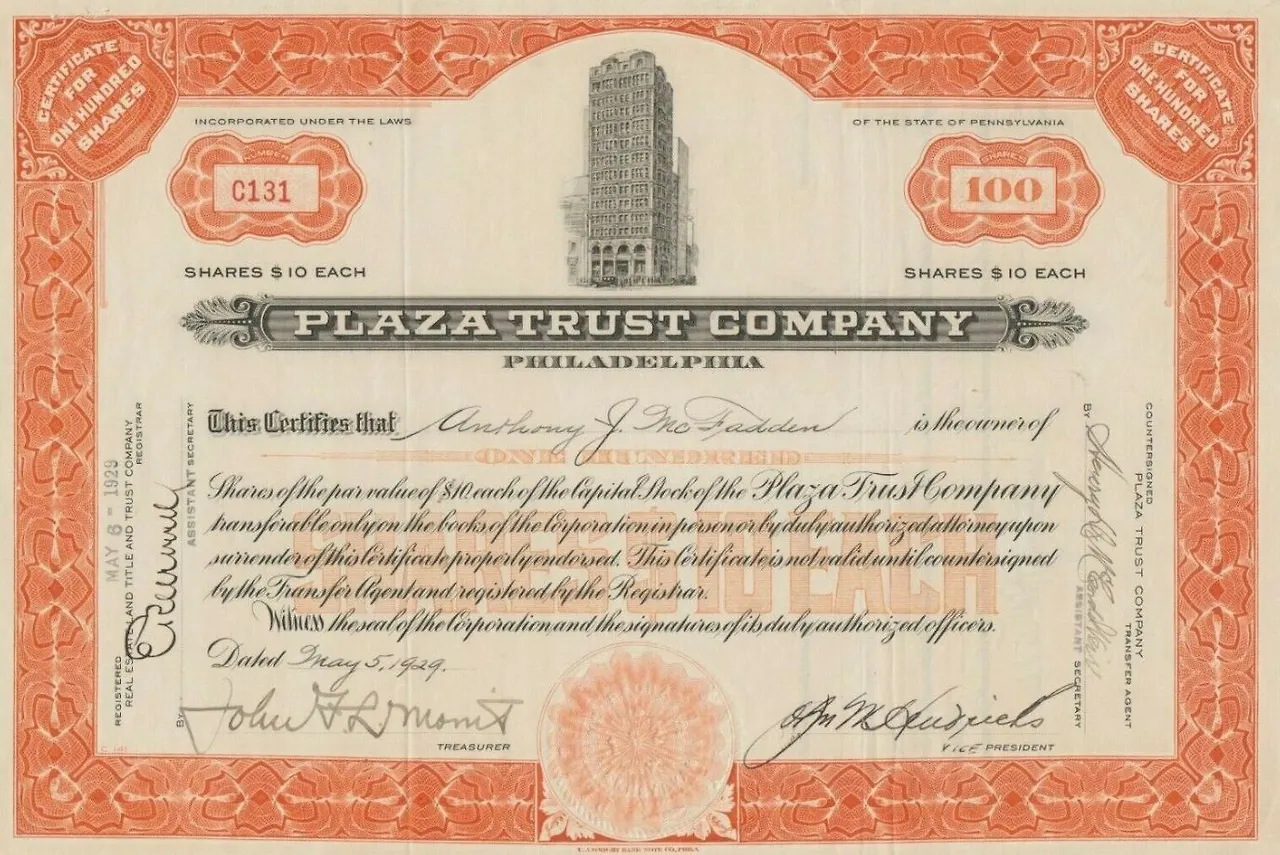 CERTIFICATE
FOR
ONE HUNDRED
SHARES
CERTIFICATE
FOR
ONE HUNDRED
SHARES
INCORPORATED UNDER THE LAWS
OF THE STATE OF PENNSYLVANIA
NUMBER
C131
SHARES
100
SHARES $10 EACH
SHARES $10 EACH
PLAZA TRUST COMPANY
PHILADELPHIA
This Certifies that Anthony J. McFadden is the owner of
ONE HUNDRED
Shares of the par value of $10 each of the Capital Stock of the Plaza Trust Company
transferable only on the books of the Corporation in person or by duly authorized attorney upon
surrender of this Certificate properly endorsed. This Certificate is not valid until countersigned
by the Transfer Agent and registered by the Registrar.
SHARES $10 EACH
Witness the seal of the Corporation and the signatures of its duly authorized officers.
Dated May 5, 1929.
TREASURER
VICE PRESIDENT
REGISTERED
REAL ESTATE LAND TITLE AND TRUST COMPANY
REGISTRAR
MAY 6 - 1929
BY
ASSISTANT SECRETARY
COUNTERSIGNED
PLAZA TRUST COMPANY
TRANSFER AGENT
BY
ASSISTANT SECRETARY